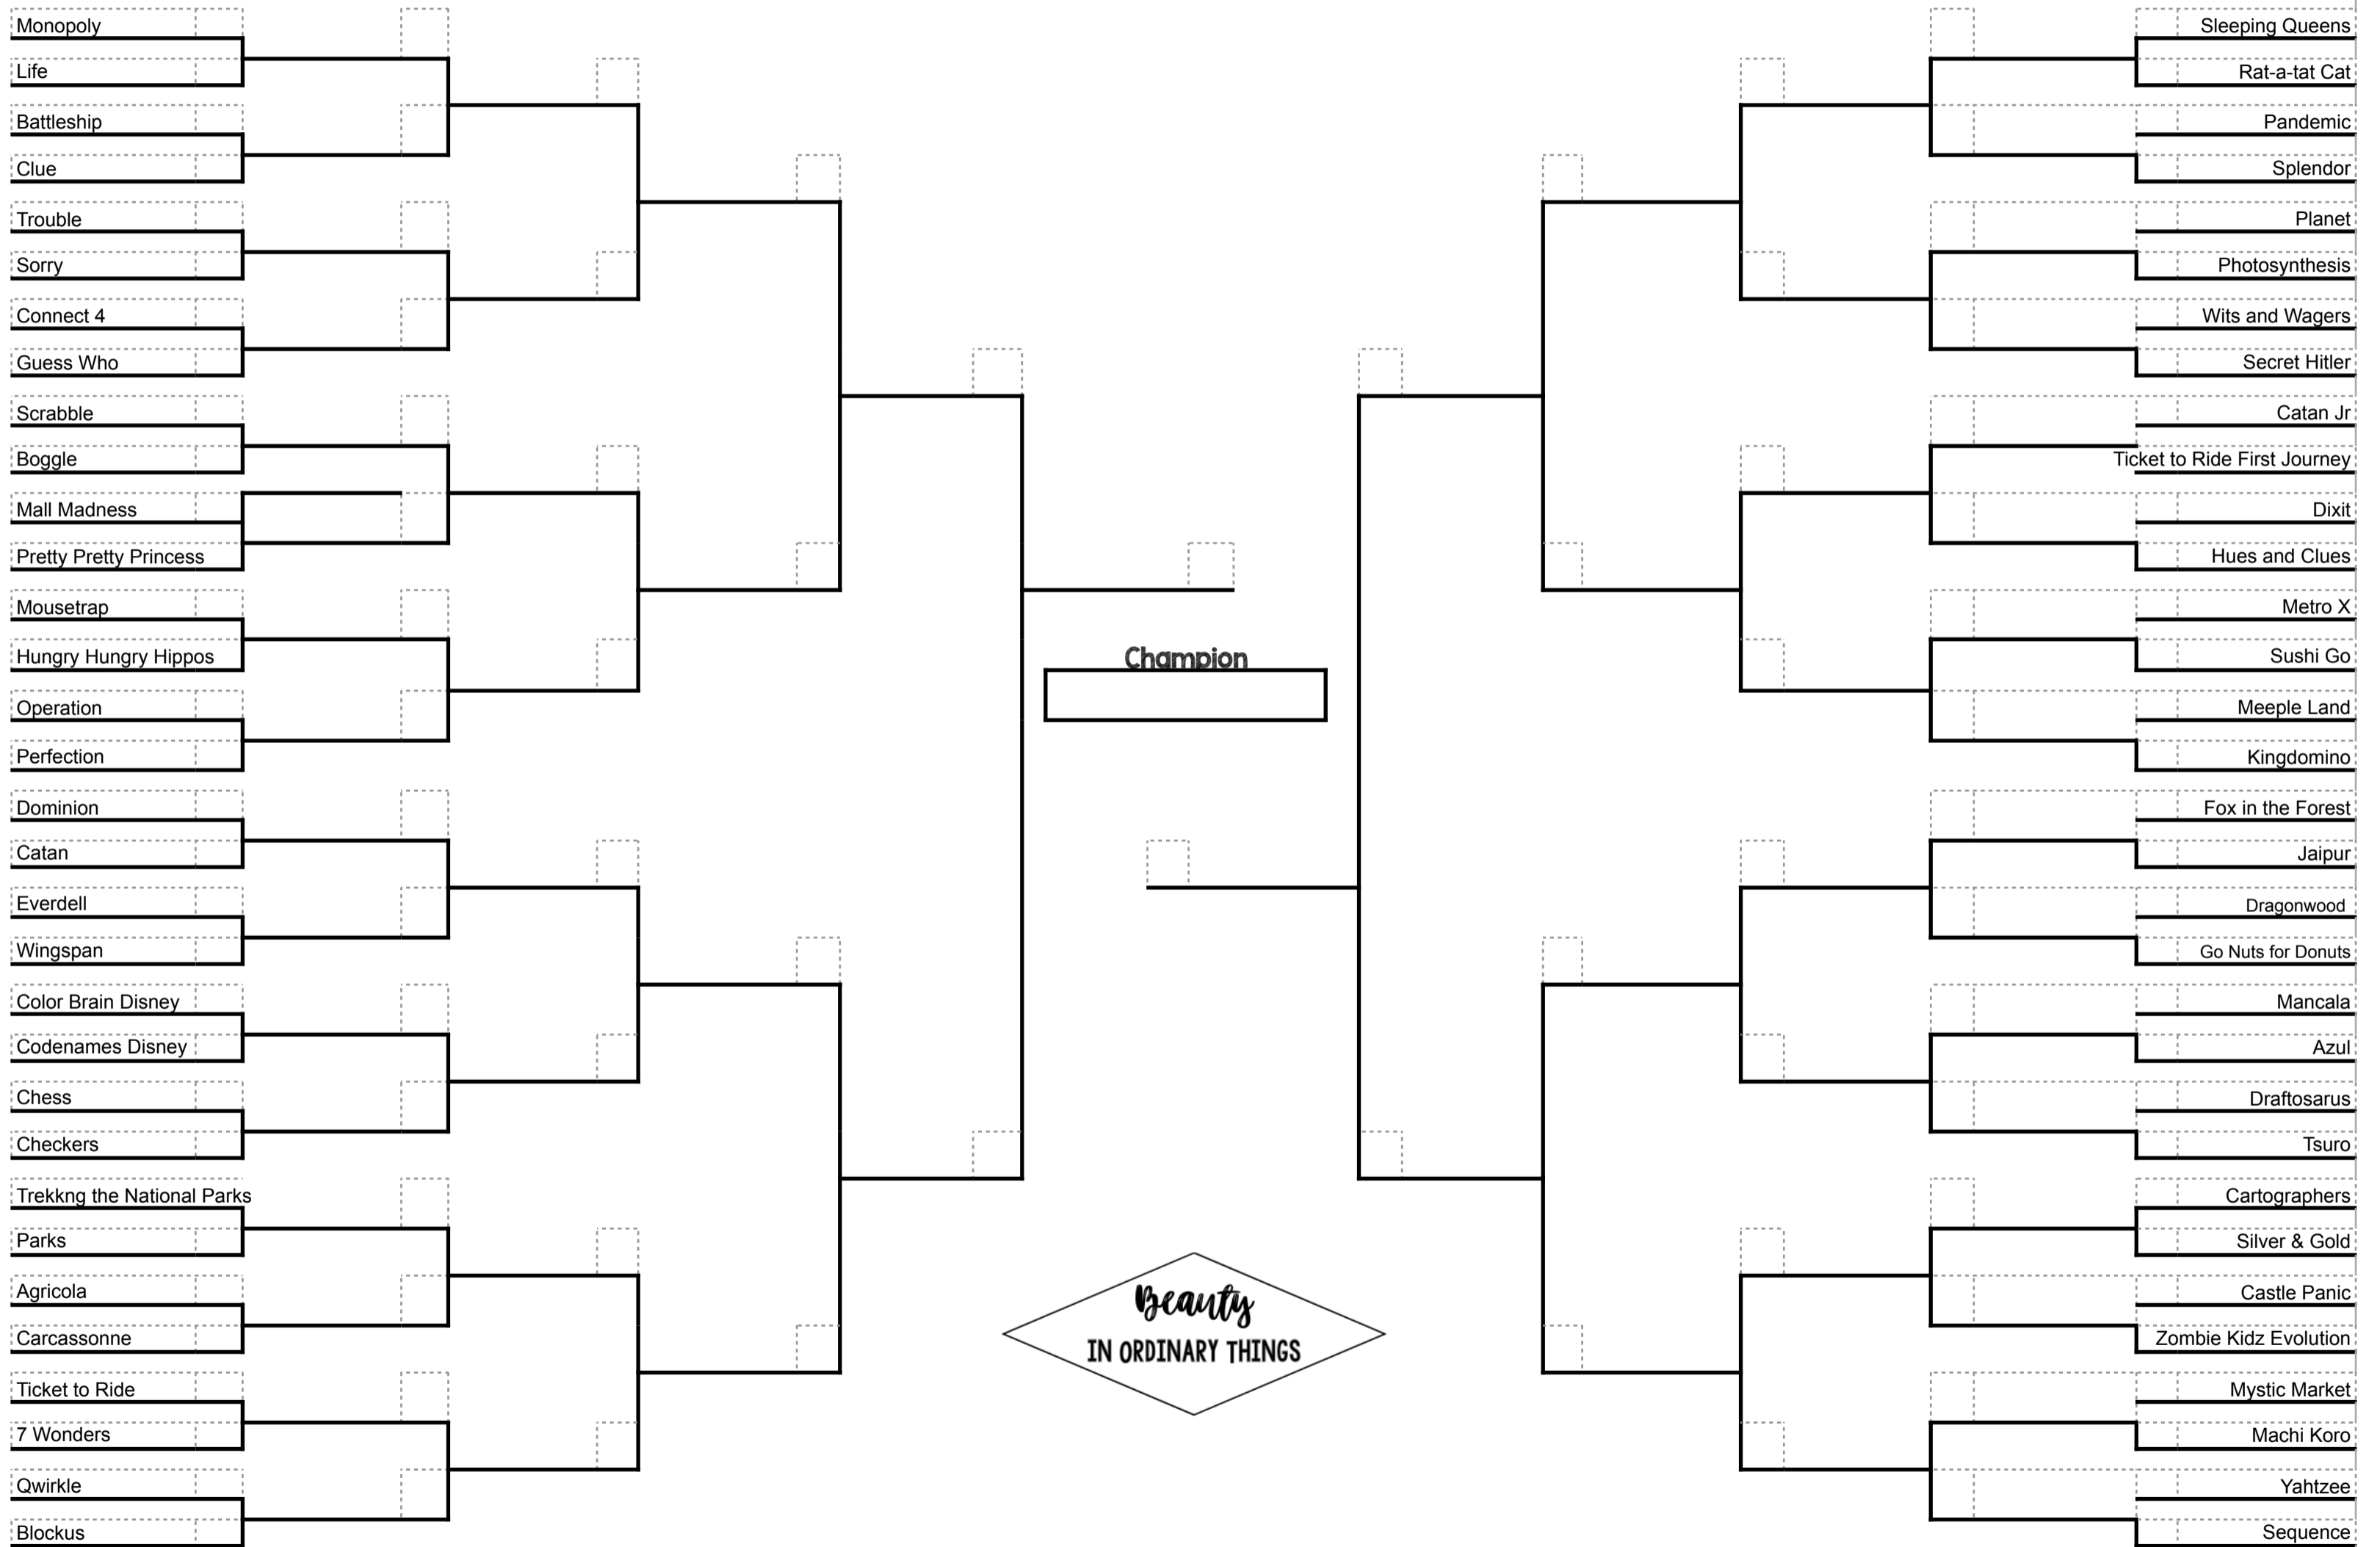 Monopoly
Life
Battleship
Clue
Trouble
Sorry
Connect 4
Guess Who
Scrabble
Boggle
Mall Madness
Pretty Pretty Princess
Mousetrap
Hungry Hungry Hippos
Operation
Perfection
Dominion
Catan
Everdell
Wingspan
Color Brain Disney
Codenames Disney
Chess
Checkers
Trekkng the National Parks
Parks
Agricola
Carcassonne
Ticket to Ride
7 Wonders
Qwirkle
Blockus
Champion
Beauty
IN ORDINARY THINGS
Sleeping Queens
Rat-a-tat Cat
Pandemic
Splendor
Planet
Photosynthesis
Wits and Wagers
Secret Hitler
Catan Jr
Ticket to Ride First Journey
Dixit
Hues and Clues
Metro X
Sushi Go
Meeple Land
Kingdomino
Fox in the Forest
Jaipur
Dragonwood
Go Nuts for Donuts
Mancala
Azul
Draftosarus
Tsuro
Cartographers
Silver & Gold
Castle Panic
Zombie Kidz Evolution
Mystic Market
Machi Koro
Yahtzee
Sequence